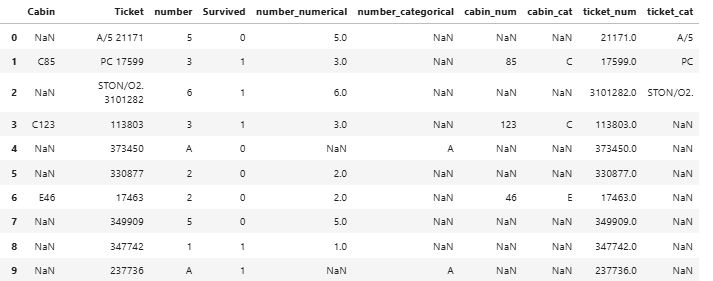 Cabin Ticket number Survived number_numerical number_categorical cabin_num cabin_cat ticket_num ticket_cat
0 NaN A/5 21171 5 0 5.0 NaN NaN NaN 21171.0 A/5
1 C85 PC 17599 3 1 3.0 NaN 85 C 17599.0 PC
2 NaN STON/O2. 3101282 6 1 6.0 NaN NaN NaN 3101282.0 STON/O2.
3 C123 113803 3 1 3.0 NaN 123 C 113803.0 NaN
4 NaN 373450 A 0 NaN A NaN NaN 373450.0 NaN
5 NaN 330877 2 0 2.0 NaN NaN NaN 330877.0 NaN
6 E46 17463 2 0 2.0 NaN 46 E 17463.0 NaN
7 NaN 349909 5 0 5.0 NaN NaN NaN 349909.0 NaN
8 NaN 347742 1 1 1.0 NaN NaN NaN 347742.0 NaN
9 NaN 237736 A 1 NaN A NaN NaN 237736.0 NaN